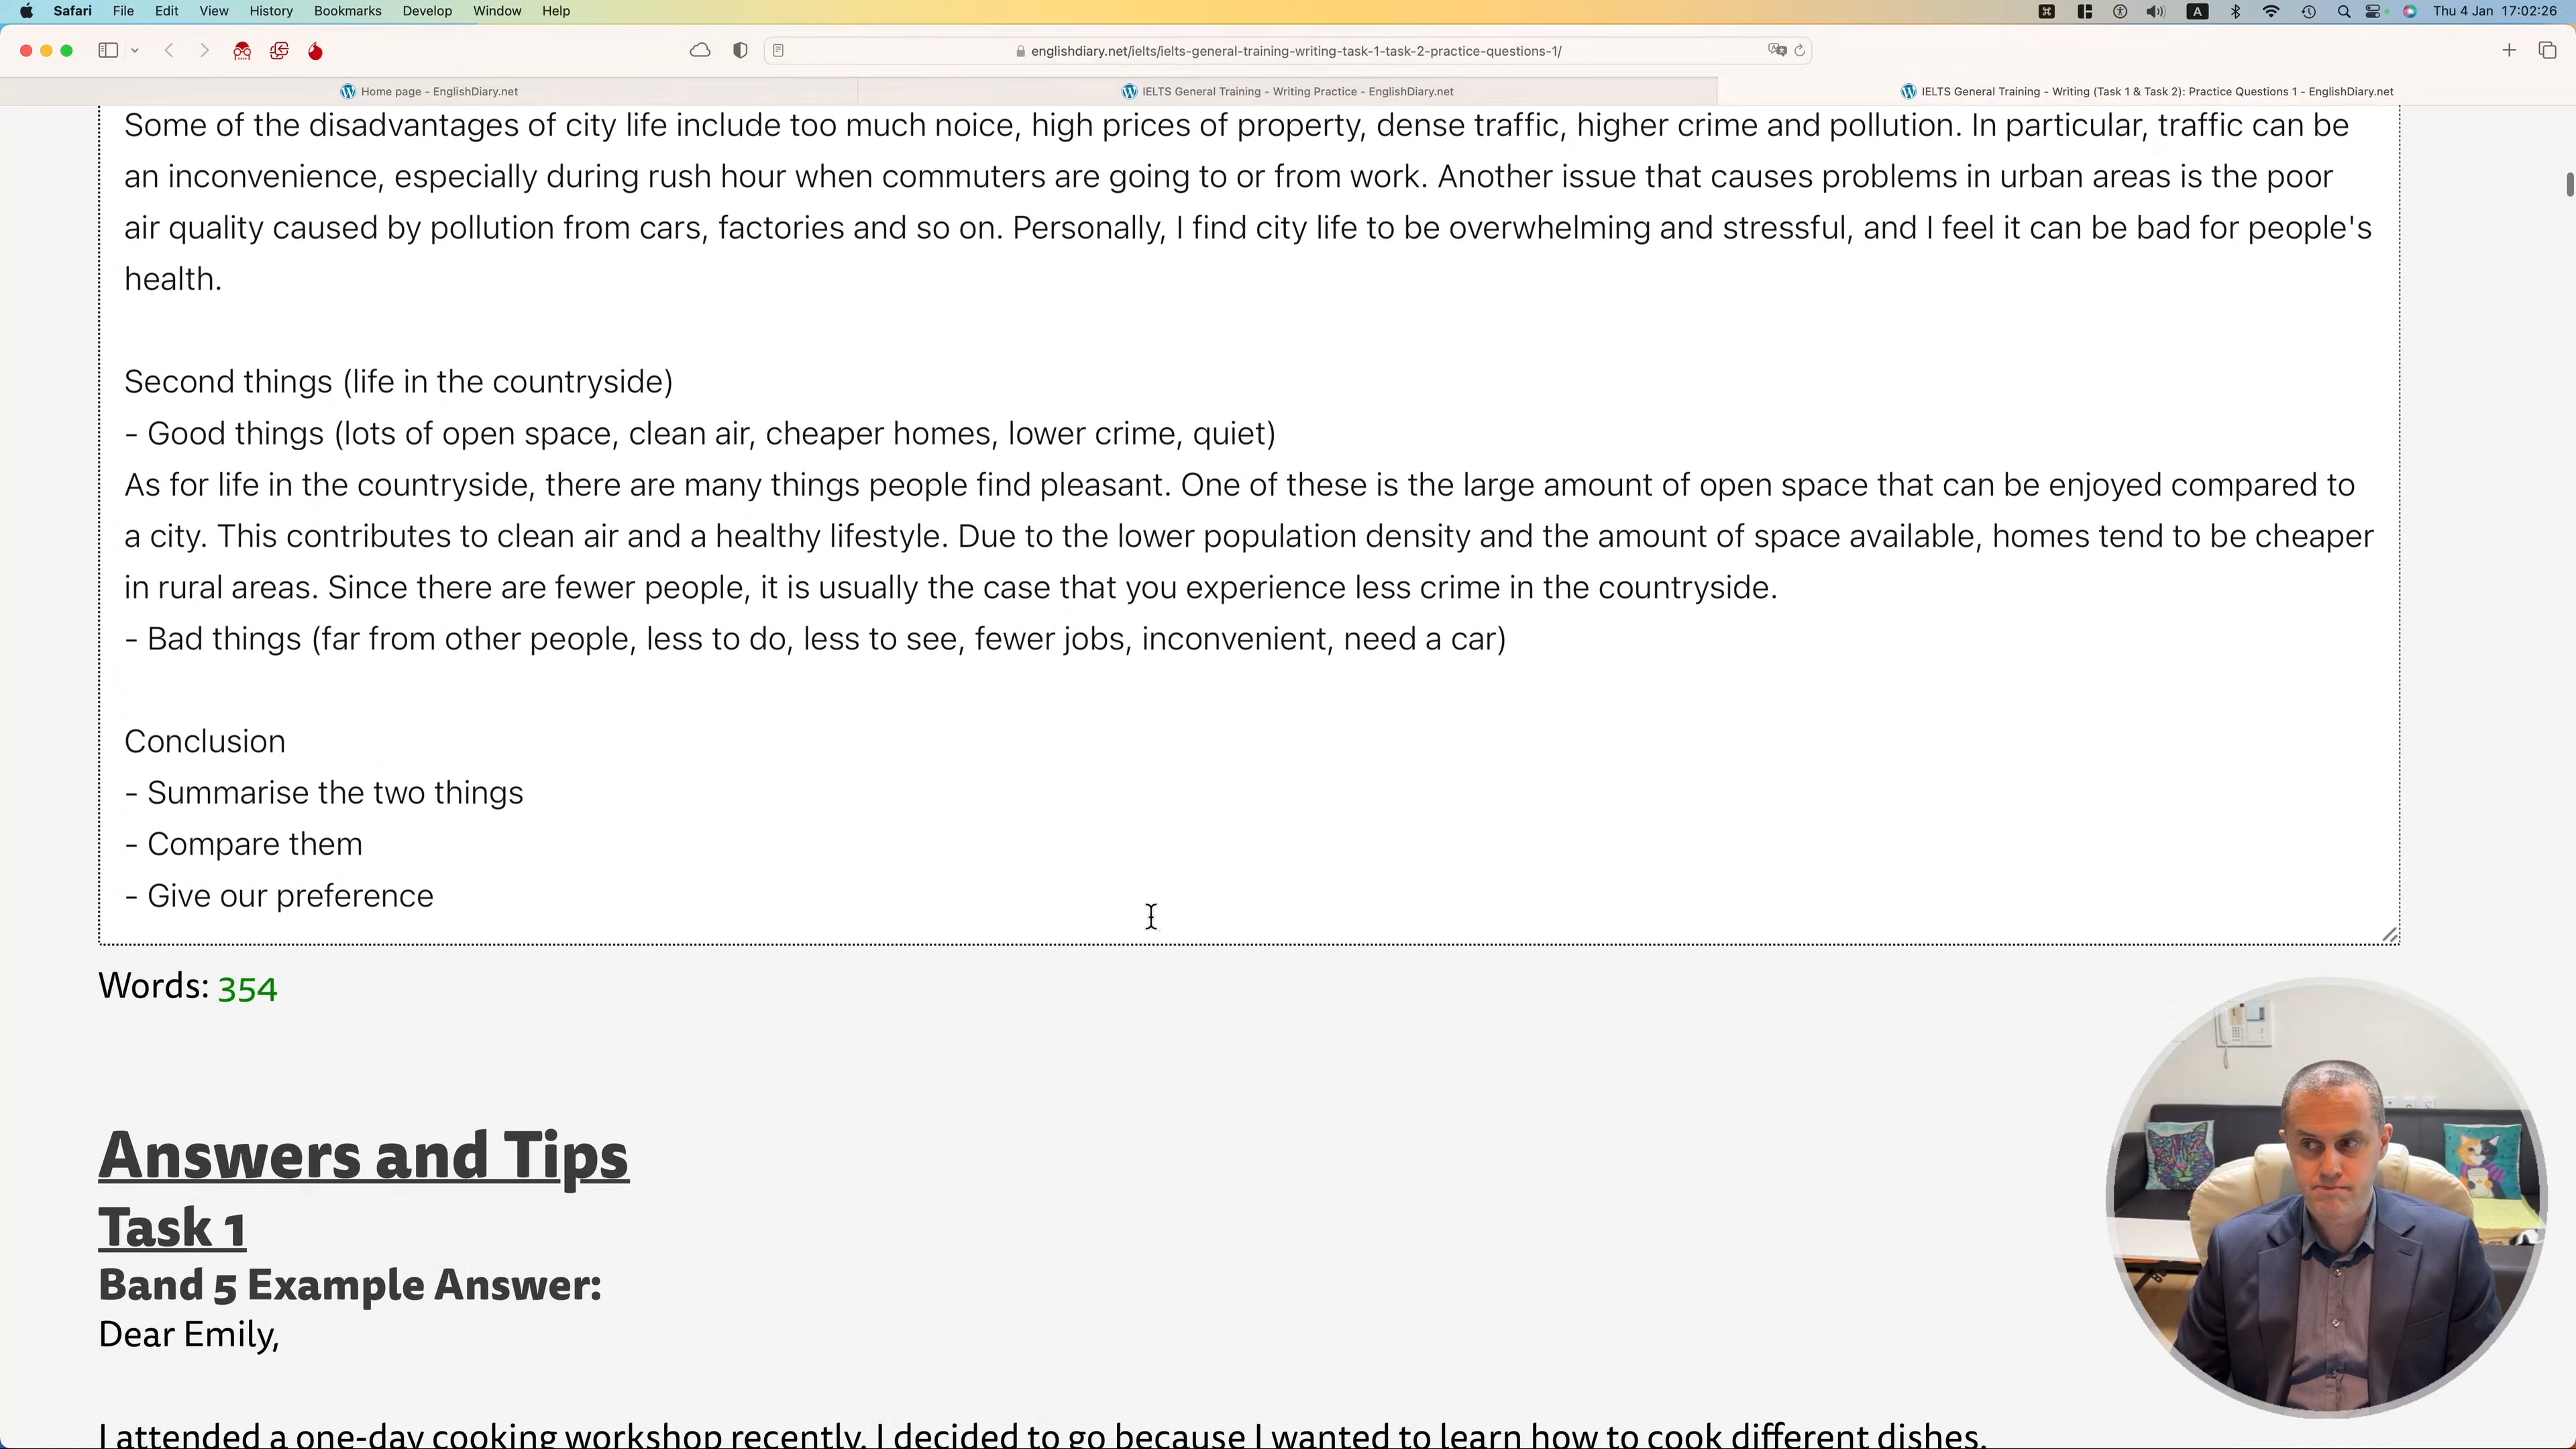 Safari File Edit View History Bookmarks Develop Window Help
A
Thu 4 Jan 17:02:26
englishdiary.net/ielts/ielts-general-training-writing-task-1-task-2-practice-questions-1/
Home page - EnglishDiary.net
IELTS General Training - Writing Practice - EnglishDiary.net
IELTS General Training - Writing (Task 1 & Task 2): Practice Questions 1 - EnglishDiary.net
Some of the disadvantages of city life include too much noice, high prices of property, dense traffic, higher crime and pollution. In particular, traffic can be
an inconvenience, especially during rush hour when commuters are going to or from work. Another issue that causes problems in urban areas is the poor
air quality caused by pollution from cars, factories and so on. Personally, I find city life to be overwhelming and stressful, and I feel it can be bad for people's
health.
Second things (life in the countryside)
- Good things (lots of open space, clean air, cheaper homes, lower crime, quiet)
As for life in the countryside, there are many things people find pleasant. One of these is the large amount of open space that can be enjoyed compared to
a city. This contributes to clean air and a healthy lifestyle. Due to the lower population density and the amount of space available, homes tend to be cheaper
in rural areas. Since there are fewer people, it is usually the case that you experience less crime in the countryside.
- Bad things (far from other people, less to do, less to see, fewer jobs, inconvenient, need a car)
Conclusion
- Summarise the two things
- Compare them
- Give our preference
Words: 354
Answers and Tips
Task 1
Band 5 Example Answer:
Dear Emily,
I attended a one-day cooking workshop recently. I decided to go because I wanted to learn how to cook different dishes.